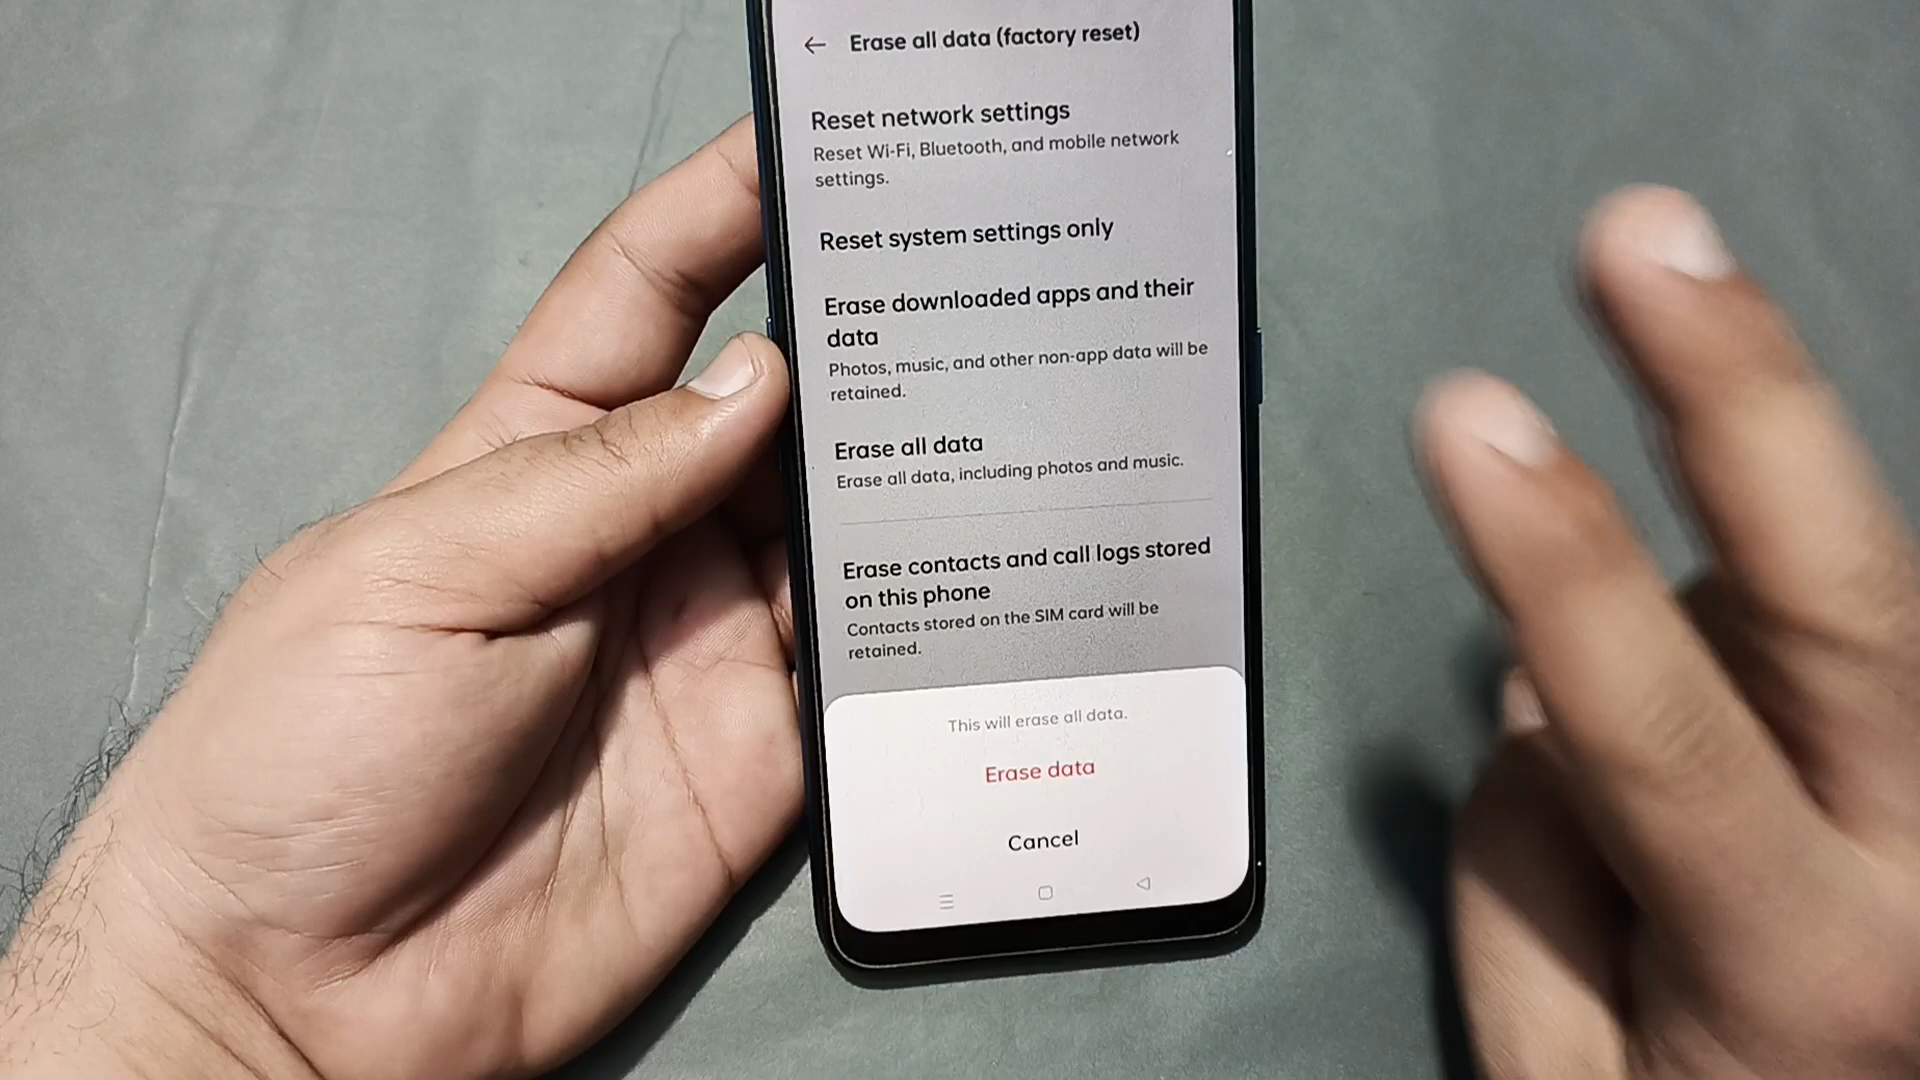 Erase all data (factory reset)
Reset network settings
Reset Wi-Fi, Bluetooth, and mobile network
settings.
Reset system settings only
Erase downloaded apps and their
data
Photos, music, and other non-app data will be
retained.
Erase all data
Erase all data, including photos and music.
Erase contacts and call logs stored
on this phone
Contacts stored on the SIM card will be
retained.
This will erase all data.
Erase data
Cancel